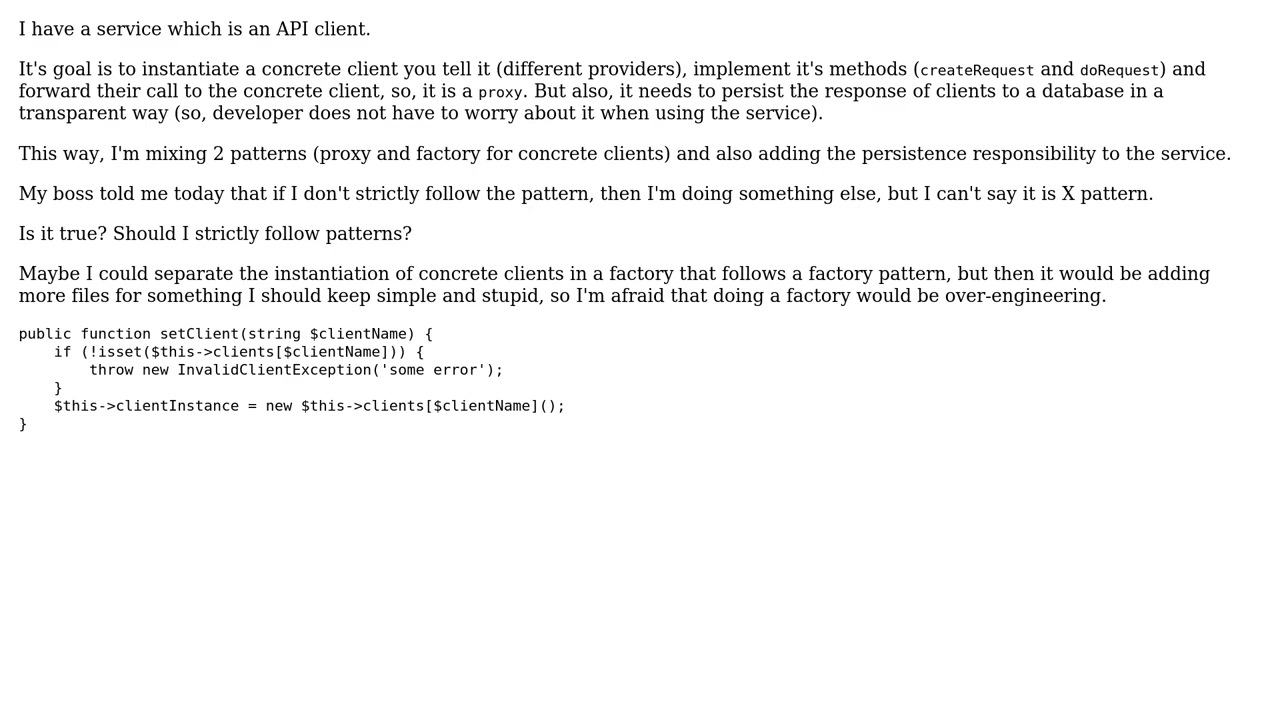 I have a service which is an API client.
It's goal is to instantiate a concrete client you tell it (different providers), implement it's methods (createRequest and doRequest) and
forward their call to the concrete client, so, it is a proxy. But also, it needs to persist the response of clients to a database in a
transparent way (so, developer does not have to worry about it when using the service).
This way, I'm mixing 2 patterns (proxy and factory for concrete clients) and also adding the persistence responsibility to the service.
My boss told me today that if I don't strictly follow the pattern, then I'm doing something else, but I can't say it is X pattern.
Is it true? Should I strictly follow patterns?
Maybe I could separate the instantiation of concrete clients in a factory that follows a factory pattern, but then it would be adding
more files for something I should keep simple and stupid, so I'm afraid that doing a factory would be over-engineering.
public function setClient(string $clientName) {
    if (!isset($this->clients[$clientName])) {
        throw new InvalidClientException('some error');
    }
    $this->clientInstance = new $this->clients[$clientName]();
}